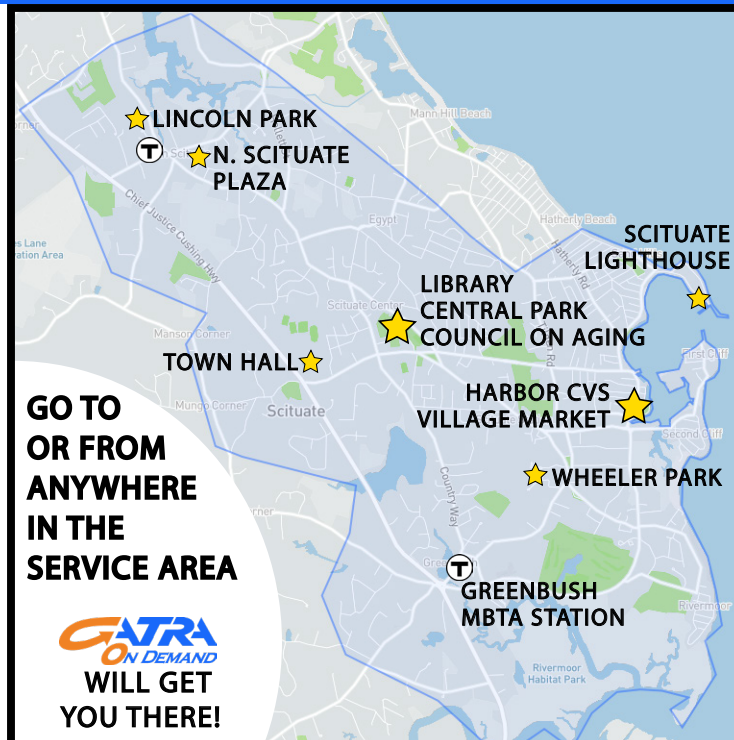 Mann Hill Beach
LINCOLN PARK
N. SCITUATE
PLAZA
Chief Justice Cushing Hwy
Egypt
Hatherly Beach
Hatherly Rd
SCITUATE
LIGHTHOUSE
LIBRARY
CENTRAL PARK
COUNCIL ON AGING
Scituate Center
Manson Corner
TOWN HALL
First Cliff
HARBOR CVS
VILLAGE MARKET
Mungo Corner
Scituate
Second Cliff
WHEELER PARK
Country Way
GO TO
OR FROM
ANYWHERE
IN THE
SERVICE AREA
T
T
GREENBUSH
MBTA STATION
Rivermoor
Rivermoor
Habitat Park
GATRA
ON DEMAND
WILL GET
YOU THERE!